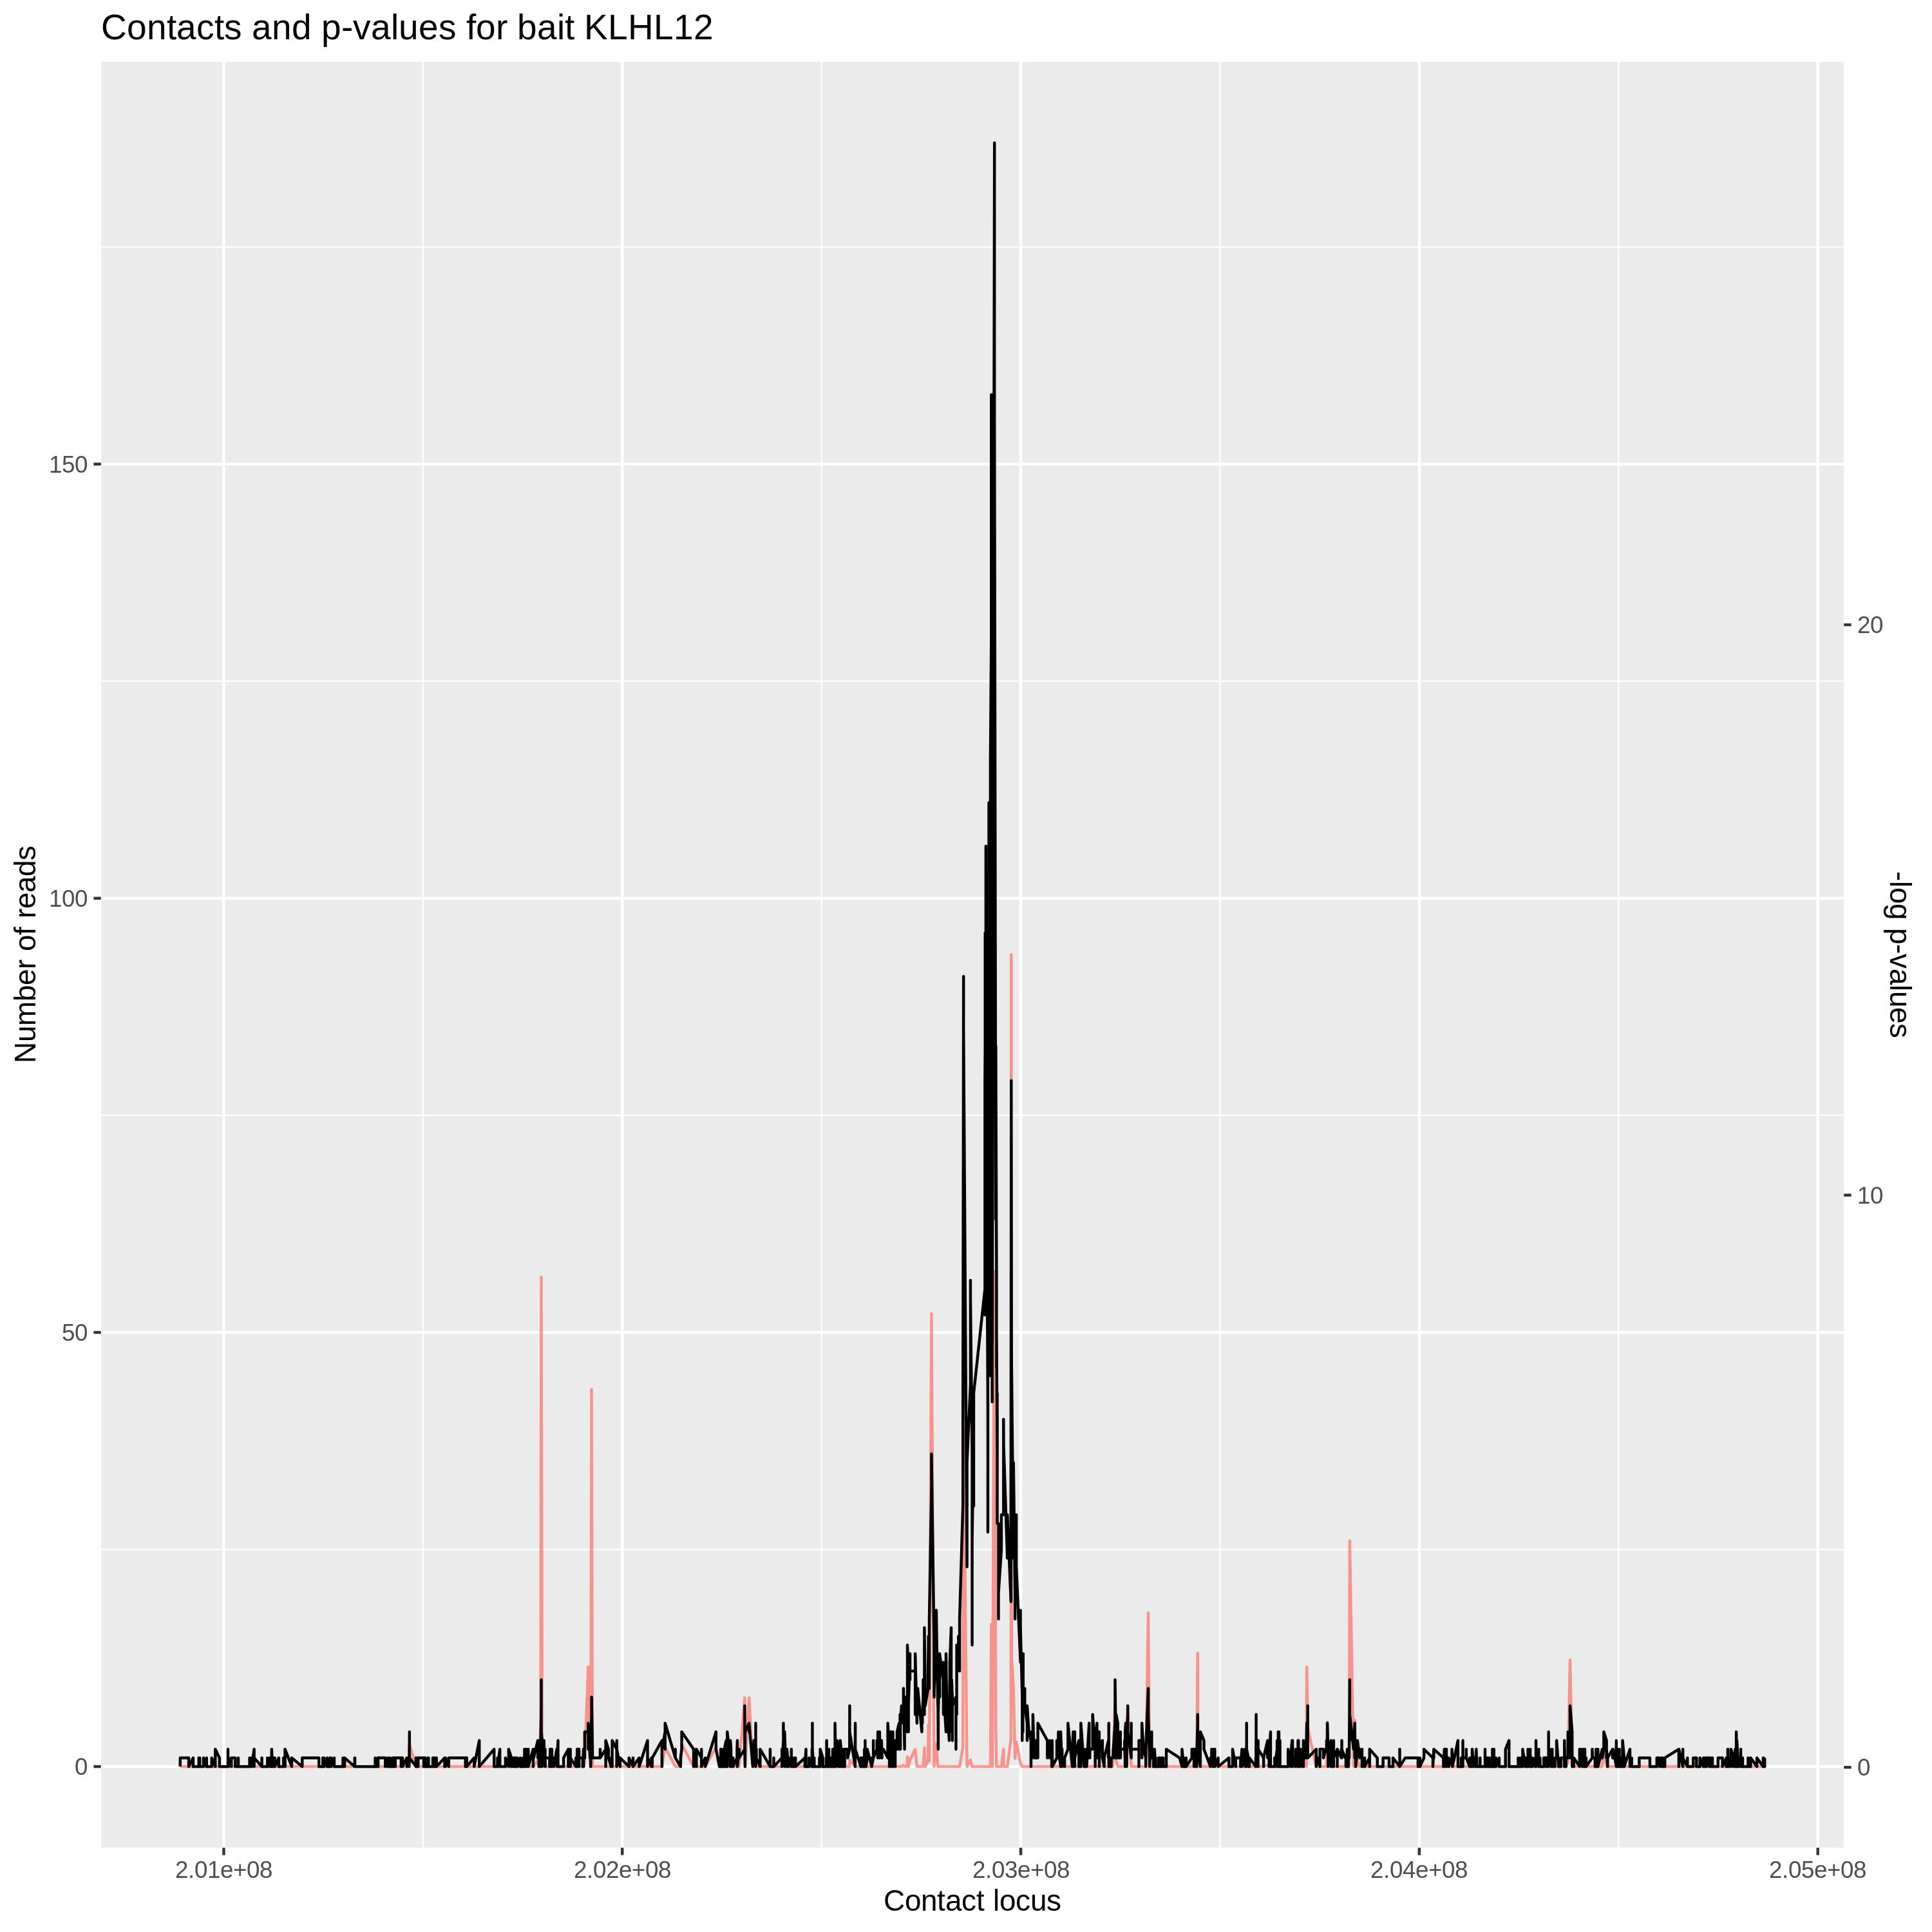 Contacts and p-values for bait KLHL12
Number of reads
150
100
50
0
20
10
0
-log p-values
2.01e+08
2.02e+08
2.03e+08
2.04e+08
2.05e+08
Contact locus